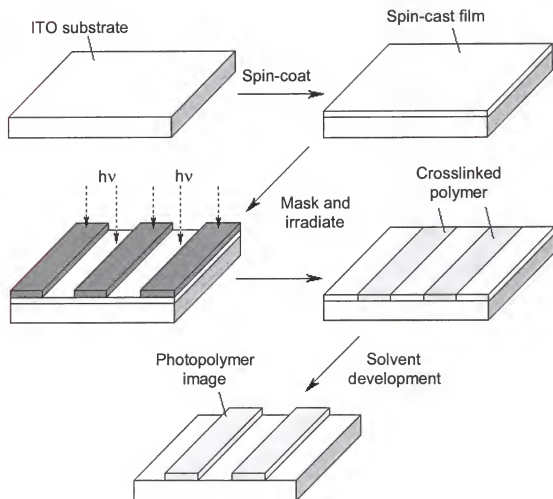 ITO substrate
Spin-cast film
Spin-coat
hν
hν
Mask and
irradiate
Crosslinked
polymer
Photopolymer
image
Solvent
development